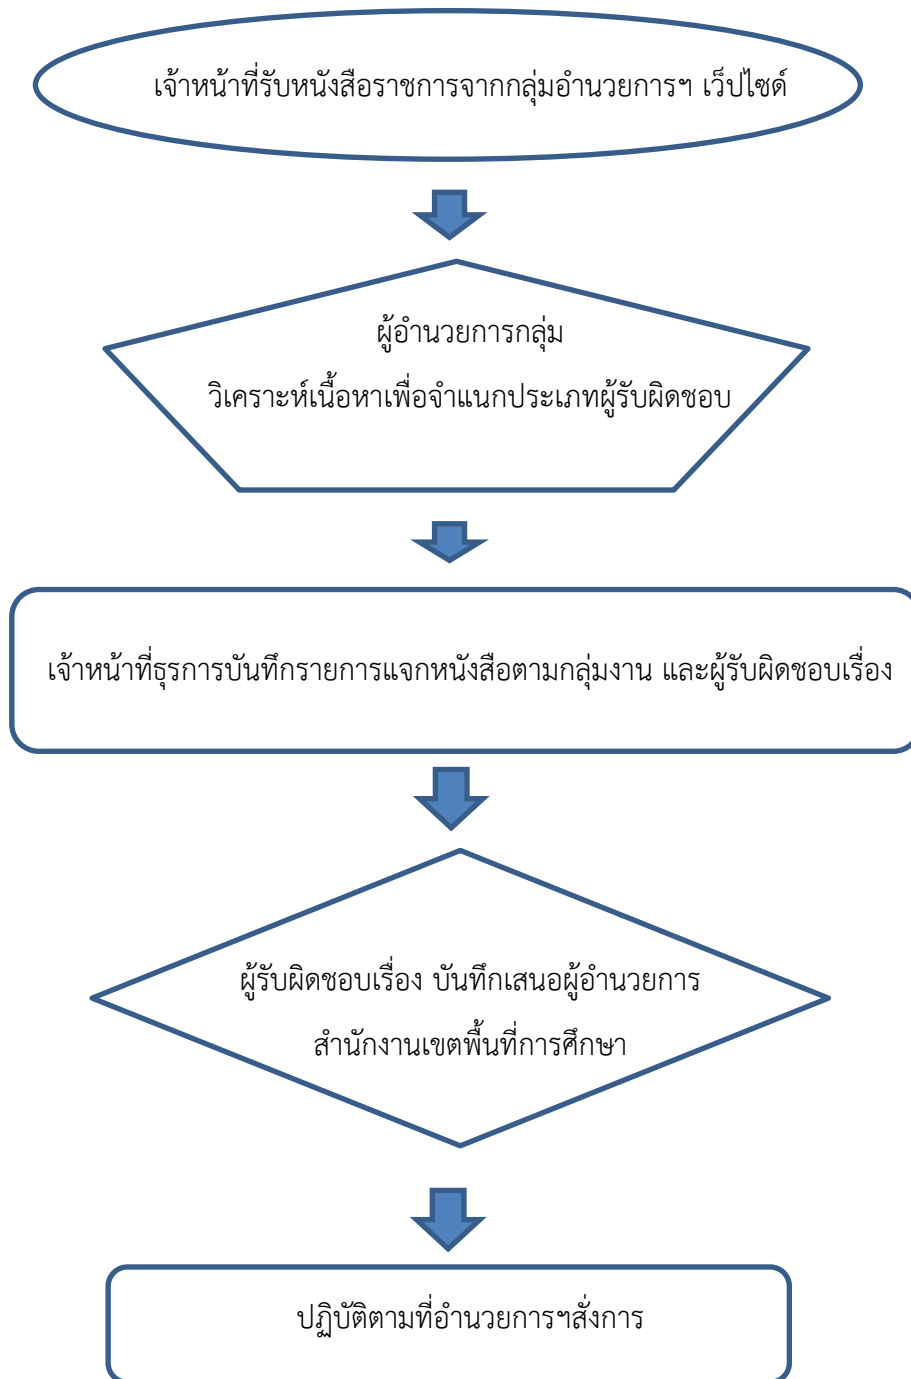 เจ้าหน้าที่รับหนังสือราชการจากกลุ่มอำนวยการฯ เว็ปไซด์
ผู้อำนวยการกลุ่ม
วิเคราะห์เนื้อหาเพื่อจำแนกประเภทผู้รับผิดชอบ
เจ้าหน้าที่ธุรการบันทึกรายการแจกหนังสือตามกลุ่มงาน และผู้รับผิดชอบเรื่อง
ผู้รับผิดชอบเรื่อง บันทึกเสนอผู้อำนวยการ
สำนักงานเขตพื้นที่การศึกษา
ปฏิบัติตามที่อำนวยการฯสั่งการ